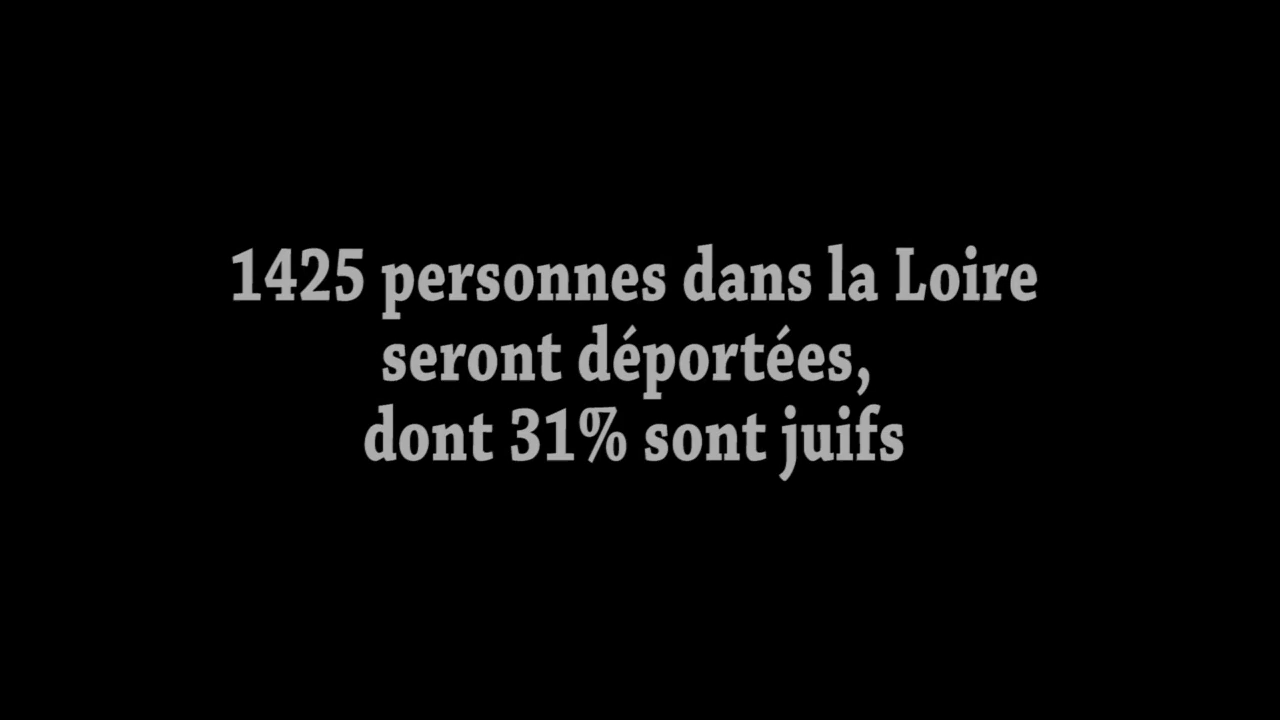 1425 personnes dans la Loire
seront déportées,
dont 31% sont juifs